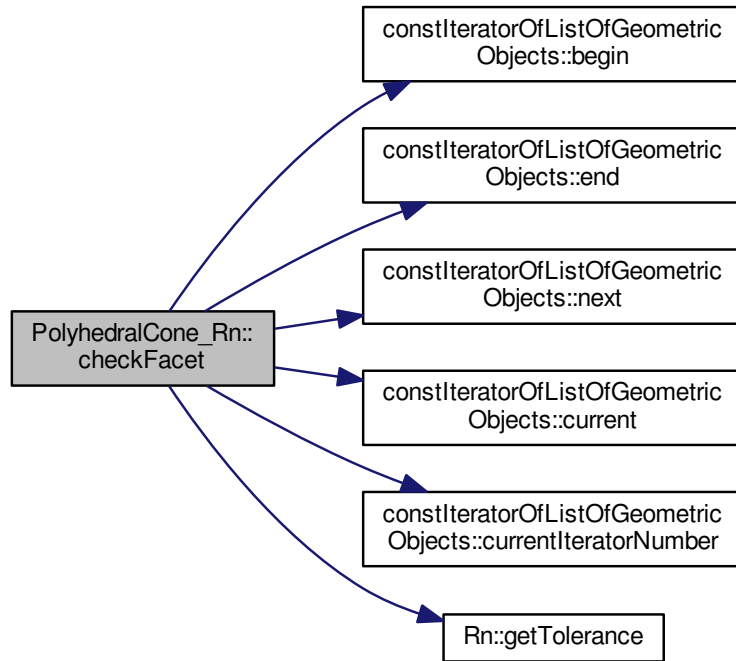 constIteratorOfListOfGeometric
Objects::begin
constIteratorOfListOfGeometric
Objects::end
constIteratorOfListOfGeometric
Objects::next
PolyhedralCone_Rn::
checkFacet
constIteratorOfListOfGeometric
Objects::current
constIteratorOfListOfGeometric
Objects::currentIteratorNumber
Rn::getTolerance